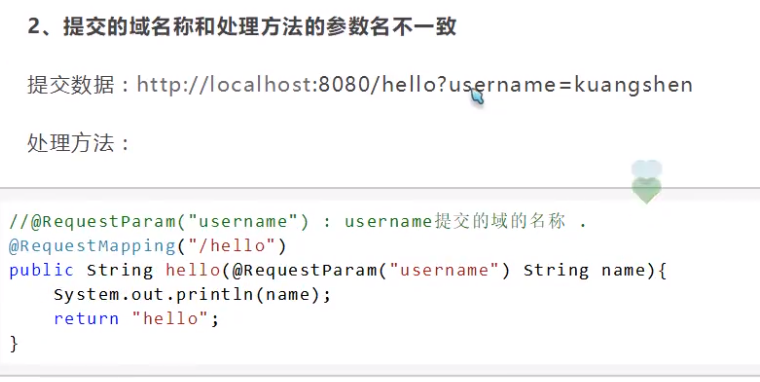 2、提交的域名称和处理方法的参数名不一致
提交数据：http://localhost:8080/hello?username=kuangshen
处理方法：
//@RequestParam("username") : username提交的域的名称 .
@RequestMapping("/hello")
public String hello(@RequestParam("username") String name){
    System.out.println(name);
    return "hello";
}